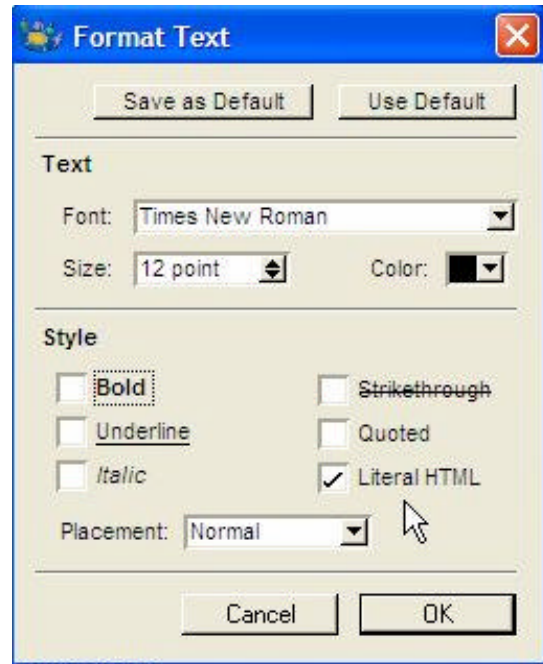 Format Text
Save as Default Use Default
Text
Font: Times New Roman
Size: 12 point Color:
Style
Bold Strikethrough
Underline Quoted
Italic Literal HTML
Placement: Normal
Cancel OK